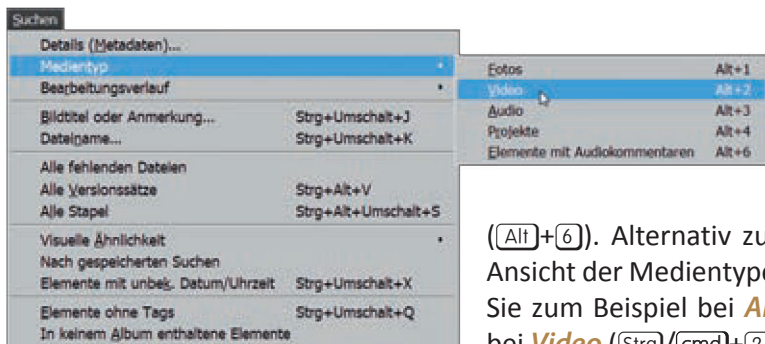 Suchen
Details (Metadaten)...
Medientyp
Bearbeitungsverlauf
Bildtitel oder Anmerkung... Strg+Umschalt+J
Dateiname... Strg+Umschalt+K
Alle fehlenden Dateien
Alle Versionssätze Strg+Alt+V
Alle Stapel Strg+Alt+Umschalt+S
Visuelle Ähnlichkeit
Nach gespeicherten Suchen
Elemente mit unbek. Datum/Uhrzeit Strg+Umschalt+X
Elemente ohne Tags Strg+Umschalt+Q
In keinem Album enthaltene Elemente
Fotos Alt+1
Video Alt+2
Audio Alt+3
Projekte Alt+4
Elemente mit Audiokommentaren Alt+6
(Alt+6). Alternativ zu
Ansicht der Medientype
Sie zum Beispiel bei
bei Video (Strg/cmd+2